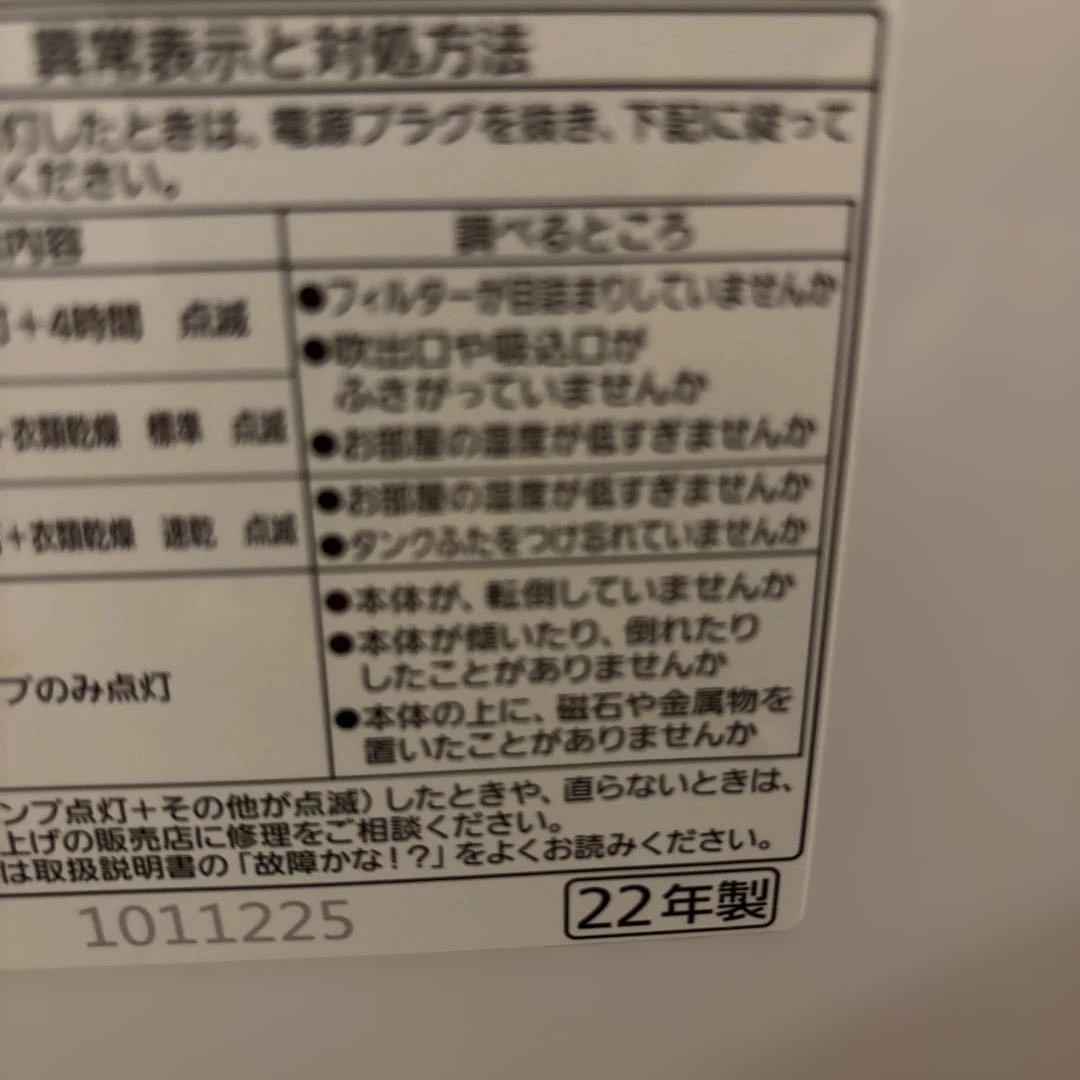 異常表示と対処方法
灯したときは、電源プラグを抜き、下記に従って
ください。
内容
調べるところ
+4時間 点滅
●フィルターが目詰まりしていませんか
●吹出口や吸込口が
ふさがっていませんか
●お部屋の温度が低すぎませんか
衣類乾燥 標準 点滅
+衣類乾燥 速乾 点滅
●お部屋の温度が低すぎませんか
●タンクふたをつけ忘れていませんか
プのみ点灯
●本体が、転倒していませんか
●本体が傾いたり、倒れたり
したことがありませんか
●本体の上に、磁石や金属物を
置いたことがありませんか
ンプ点灯+その他が点滅)したときや、直らないときは、
上げの販売店に修理をご相談ください。
は取扱説明書の「故障かな!?」をよくお読みください。
1011225
22年製